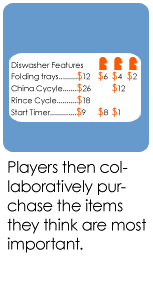 Diswasher Features
Folding trays.........$12 $6 $4 $2
China Cycyle.......$26 $12
Rince Cycle..........$18
Start Timer.............$9 $8 $1
Players then col-
laboratively pur-
chase the items
they think are most
important.